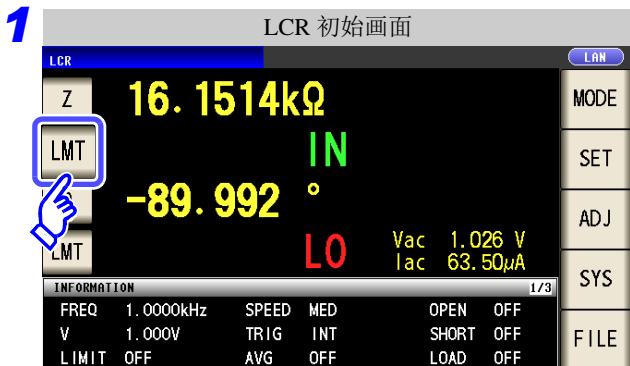 1
LCR 初始画面
LCR
LAN
Z
16.1514kΩ
MODE
LMT
IN
SET
-89.992 °
ADJ
LMT
LO
Vac 1.026 V
Iac 63.50μA
SYS
INFORMATION
1/3
FREQ 1.0000kHz SPEED MED OPEN OFF
V 1.000V TRIG INT SHORT OFF
FILE
LIMIT OFF AVG OFF LOAD OFF